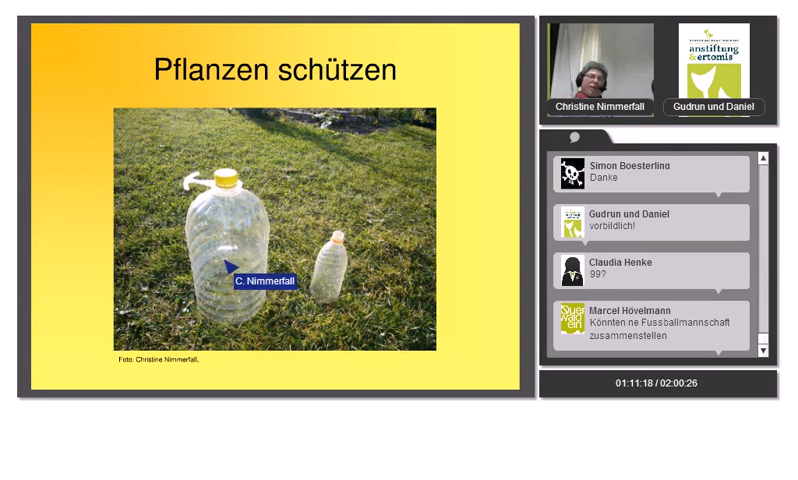 Pflanzen schützen
C. Nimmerfall
Foto: Christine Nimmerfall,
Christine Nimmerfall
anstiftung
&ertomis
Gudrun und Daniel
Simon Boesterling
Danke
Gudrun und Daniel
vorbildlich!
Claudia Henke
99?
Marcel Hövelmann
Könnten ne Fussballmannschaft
zusammenstellen
01:11:18 / 02:00:26